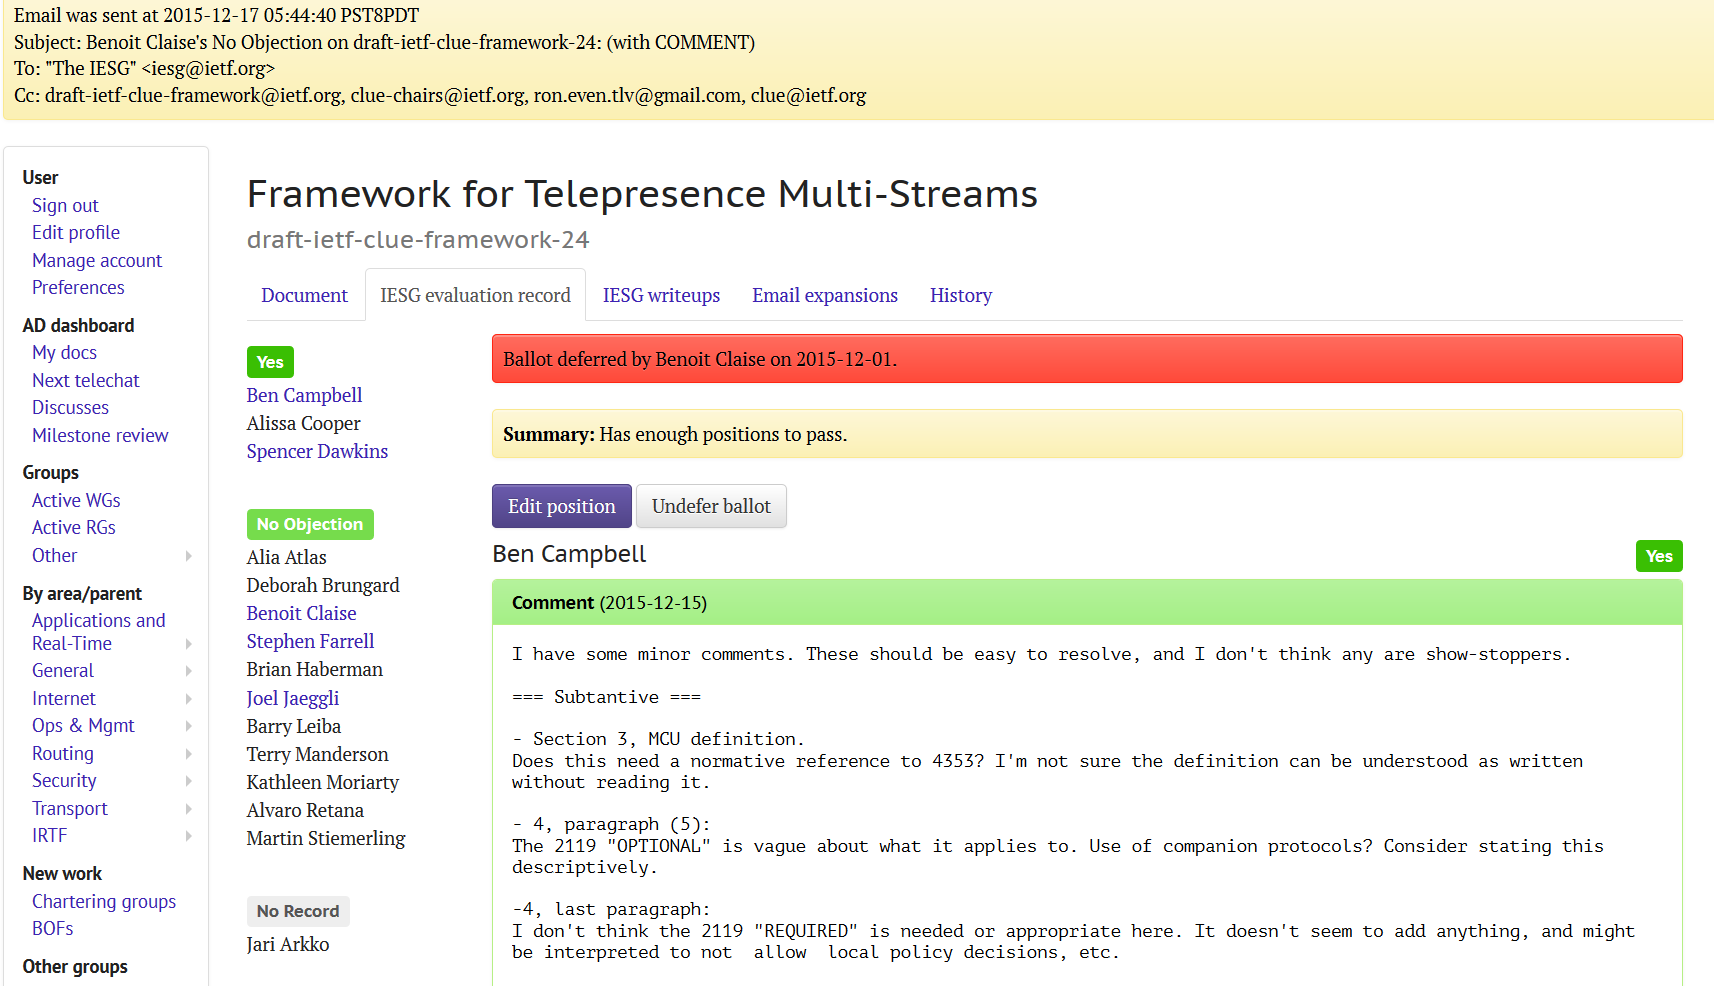 Email was sent at 2015-12-17 05:44:40 PST8PDT
Subject: Benoit Claise's No Objection on draft-ietf-clue-framework-24: (with COMMENT)
To: "The IESG" <iesg@ietf.org>
Cc: draft-ietf-clue-framework@ietf.org, clue-chairs@ietf.org, ron.even.tlv@gmail.com, clue@ietf.org
User
Sign out
Edit profile
Manage account
Preferences
AD dashboard
My docs
Next telechat
Discusses
Milestone review
Groups
Active WGs
Active RGs
Other
By area/parent
Applications and
Real-Time
General
Internet
Ops & Mgmt
Routing
Security
Transport
IRTF
New work
Chartering groups
BOFs
Other groups
Framework for Telepresence Multi-Streams
draft-ietf-clue-framework-24
Document IESG evaluation record IESG writeups Email expansions History
Yes
Ben Campbell
Alissa Cooper
Spencer Dawkins
No Objection
Alia Atlas
Deborah Brungard
Benoit Claise
Stephen Farrell
Brian Haberman
Joel Jaeggli
Barry Leiba
Terry Manderson
Kathleen Moriarty
Alvaro Retana
Martin Stiemerling
No Record
Jari Arkko
Ballot deferred by Benoit Claise on 2015-12-01.
Summary: Has enough positions to pass.
Edit position Undefer ballot
Ben Campbell Yes
Comment (2015-12-15)
I have some minor comments. These should be easy to resolve, and I don't think any are show-stoppers.
=== Subtantive ===
- Section 3, MCU definition.
Does this need a normative reference to 4353? I'm not sure the definition can be understood as written
without reading it.
- 4, paragraph (5):
The 2119 "OPTIONAL" is vague about what it applies to. Use of companion protocols? Consider stating this
descriptively.
-4, last paragraph:
I don't think the 2119 "REQUIRED" is needed or appropriate here. It doesn't seem to add anything, and might
be interpreted to not  allow  local policy decisions, etc.